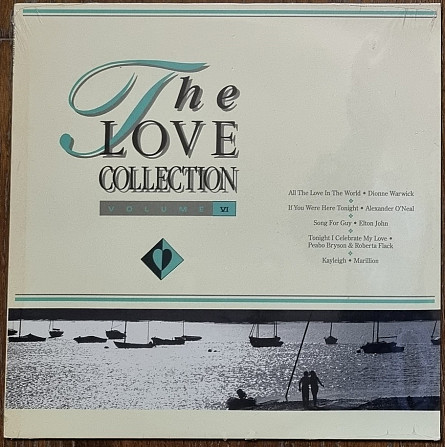 The
LOVE
COLLECTION
VOLUME VI
All The Love In The World • Dionne Warwick
If You Were Here Tonight • Alexander O'Neal
Song For Guy • Elton John
Tonight I Celebrate My Love •
Peabo Bryson & Roberta Flack
Kayleigh • Marillion